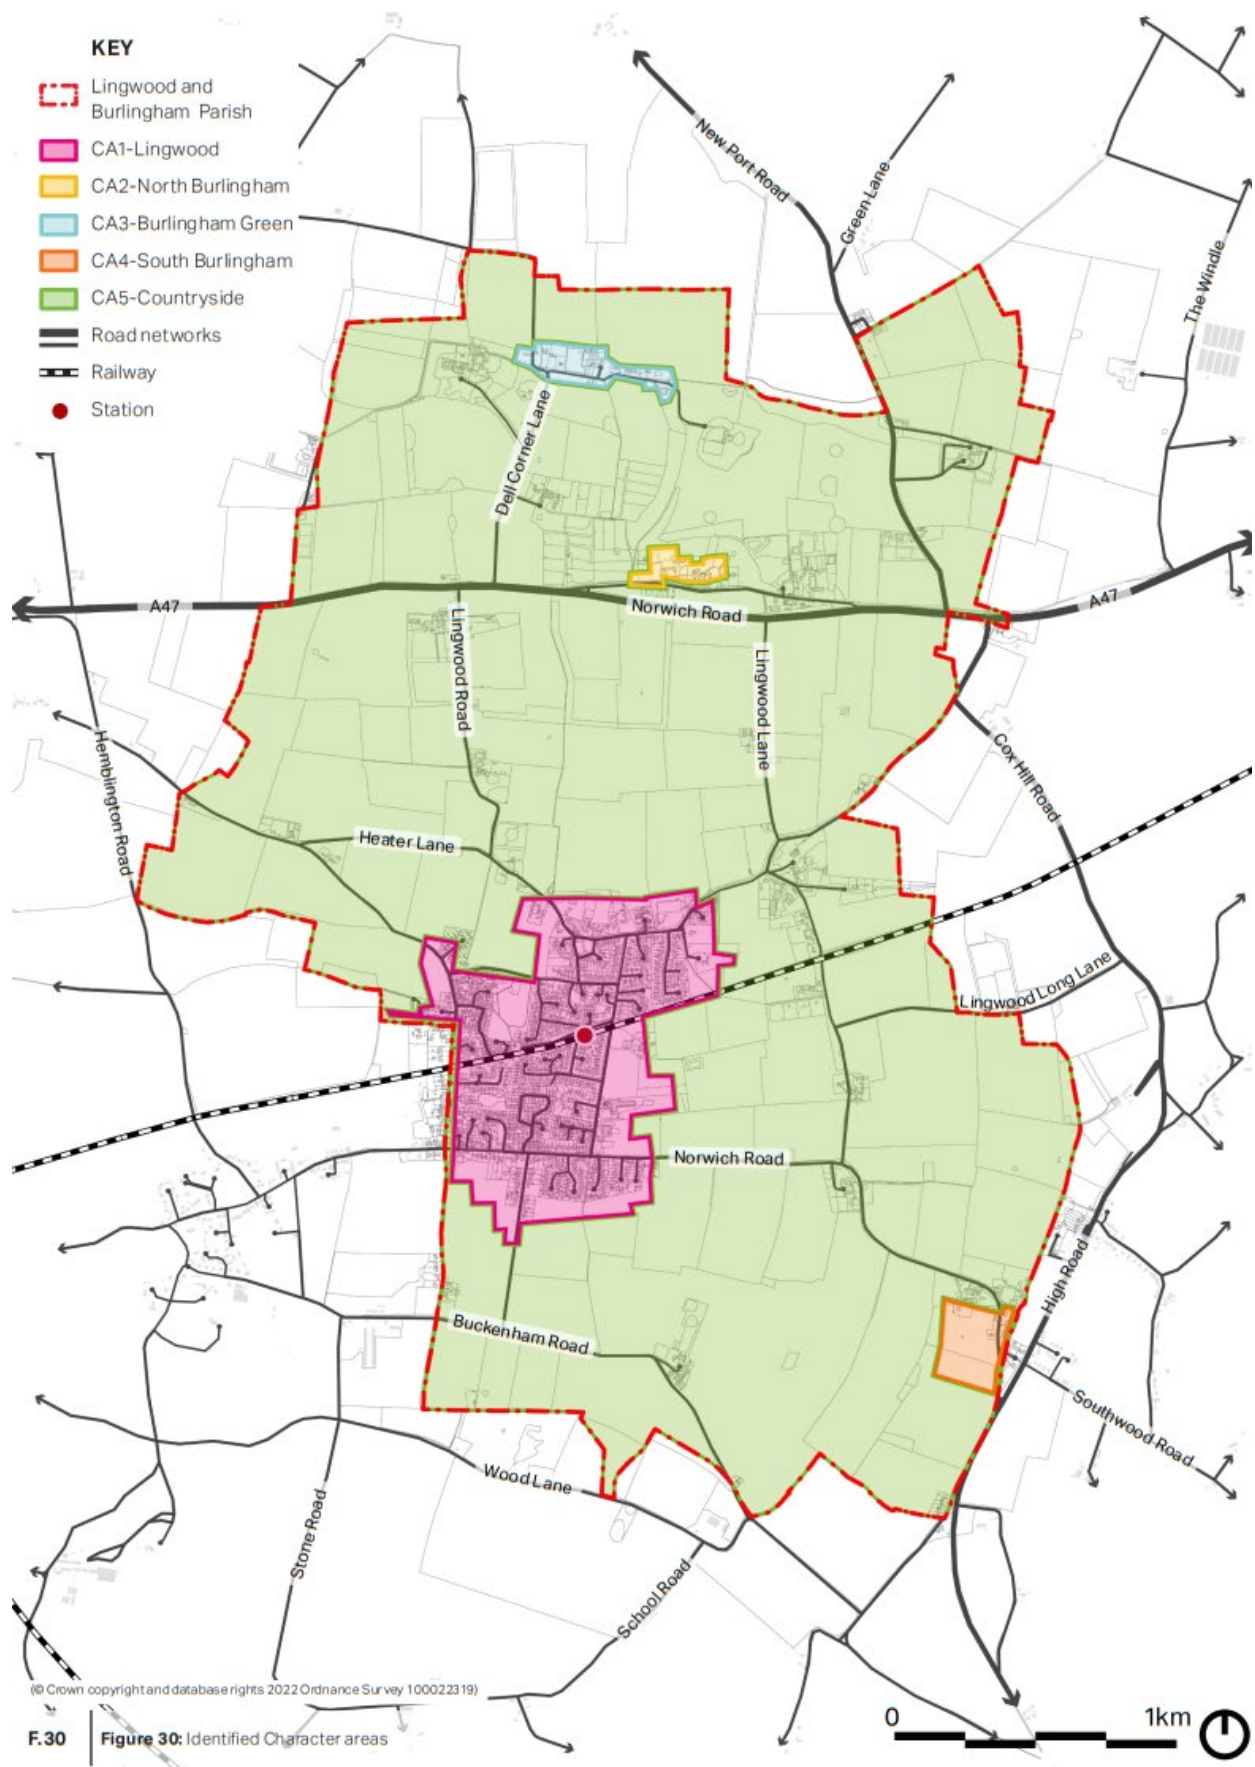 KEY
Lingwood and
Burlingham Parish
CA1-Lingwood
CA2-North Burlingham
CA3-Burlingham Green
CA4-South Burlingham
CA5-Countryside
Road networks
Railway
Station
New Port Road
Green Lane
The Windle
Dell Corner Lane
A47
Norwich Road
A47
Lingwood Road
Lingwood Lane
Hemblington Road
Cox Hill Road
Heater Lane
Lingwood Long Lane
Norwich Road
High Road
Buckenham Road
Southwood Road
Wood Lane
Stone Road
School Road
(© Crown copyright and database rights 2022 Ordnance Survey 100022319)
0 1km
F.30 Figure 30: Identified Character areas